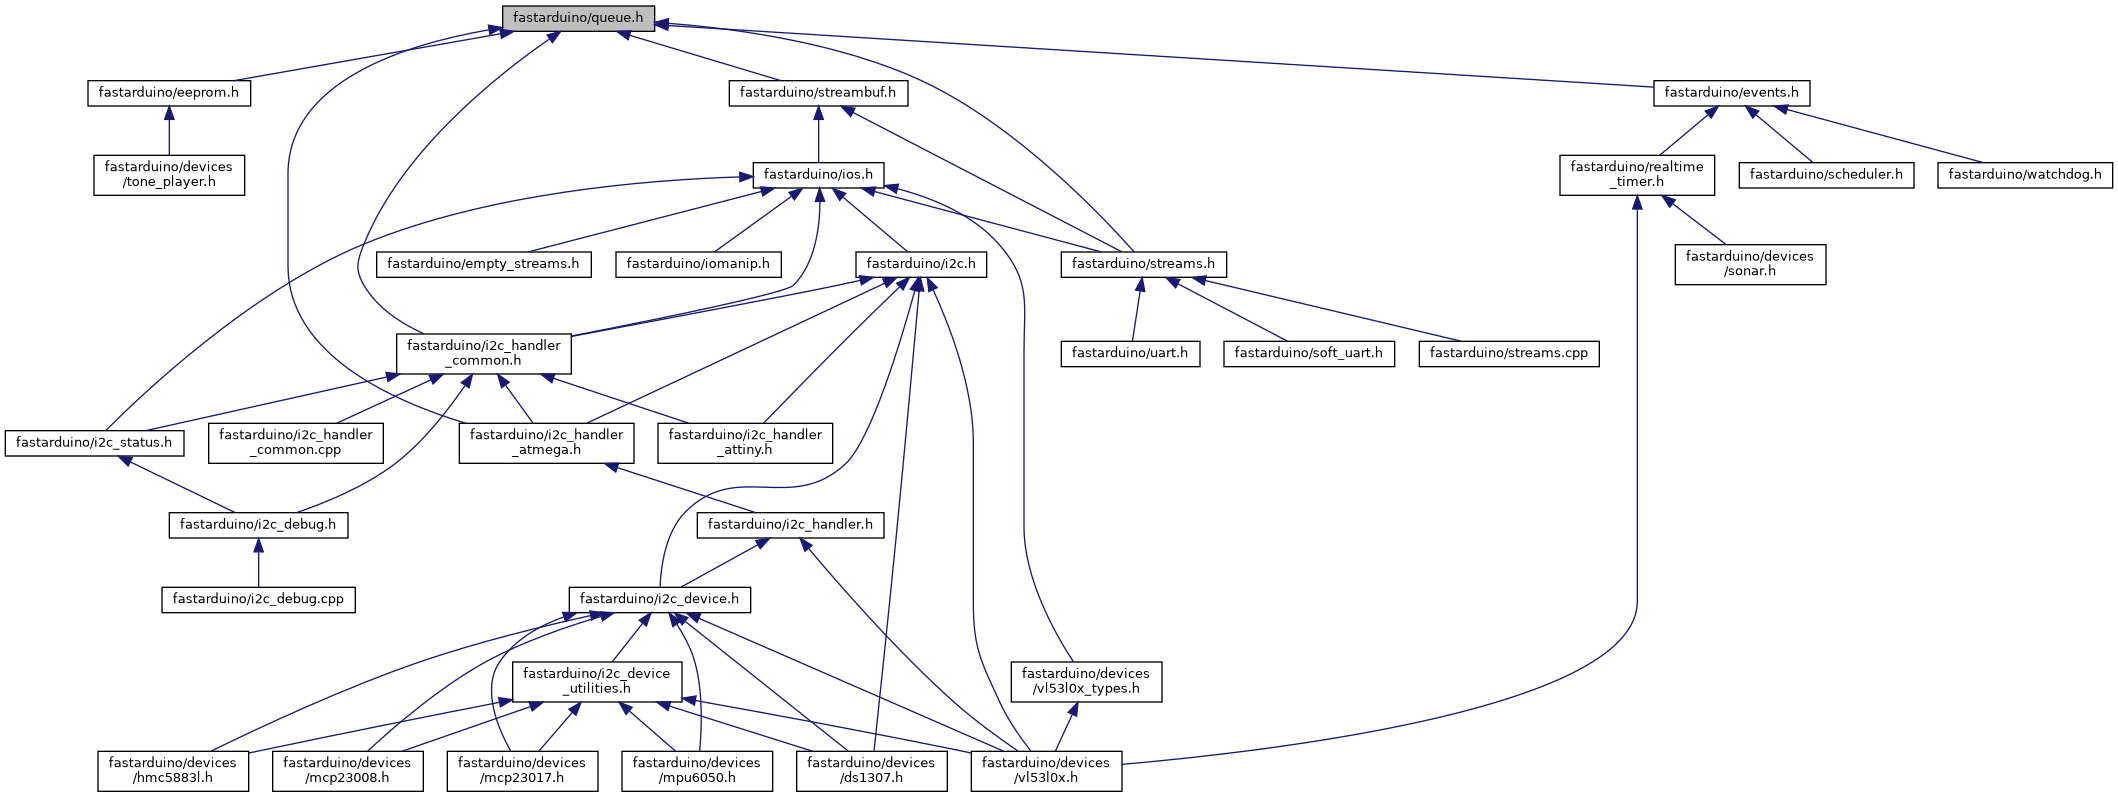 fastarduino/queue.h
fastarduino/eeprom.h
fastarduino/streambuf.h
fastarduino/events.h
fastarduino/devices
/tone_player.h
fastarduino/ios.h
fastarduino/realtime
_timer.h
fastarduino/scheduler.h
fastarduino/watchdog.h
fastarduino/empty_streams.h
fastarduino/iomanip.h
fastarduino/i2c.h
fastarduino/streams.h
fastarduino/devices
/sonar.h
fastarduino/i2c_handler
_common.h
fastarduino/uart.h
fastarduino/soft_uart.h
fastarduino/streams.cpp
fastarduino/i2c_status.h
fastarduino/i2c_handler
_common.cpp
fastarduino/i2c_handler
_atmega.h
fastarduino/i2c_handler
_attiny.h
fastarduino/i2c_debug.h
fastarduino/i2c_handler.h
fastarduino/i2c_debug.cpp
fastarduino/i2c_device.h
fastarduino/i2c_device
_utilities.h
fastarduino/devices
/vl53l0x_types.h
fastarduino/devices
/hmc5883l.h
fastarduino/devices
/mcp23008.h
fastarduino/devices
/mcp23017.h
fastarduino/devices
/mpu6050.h
fastarduino/devices
/ds1307.h
fastarduino/devices
/vl53l0x.h